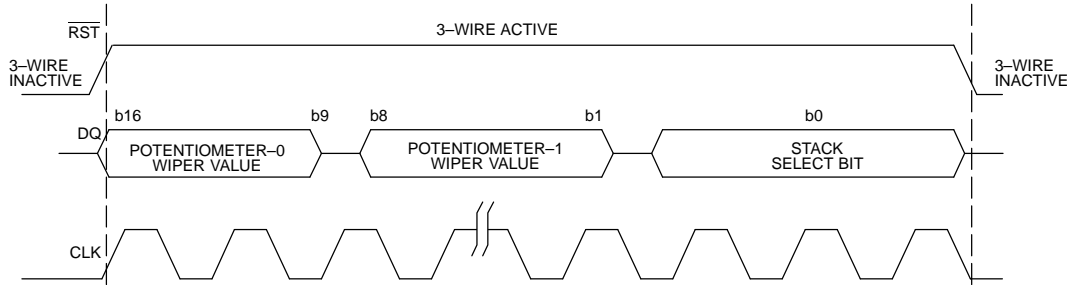 RST
3–WIRE ACTIVE
3–WIRE
INACTIVE
3–WIRE
INACTIVE
b16
b9
b8
b1
b0
DQ
POTENTIOMETER–0
WIPER VALUE
POTENTIOMETER–1
WIPER VALUE
STACK
SELECT BIT
CLK